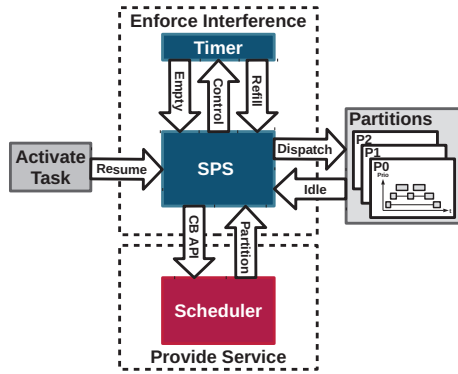 Enforce Interference
Timer
Empty
Control
Refill
Partitions
P2
P1
P0
Prio
t
Dispatch
Activate
Task
Resume
SPS
Idle
CB API
Partition
Scheduler
Provide Service